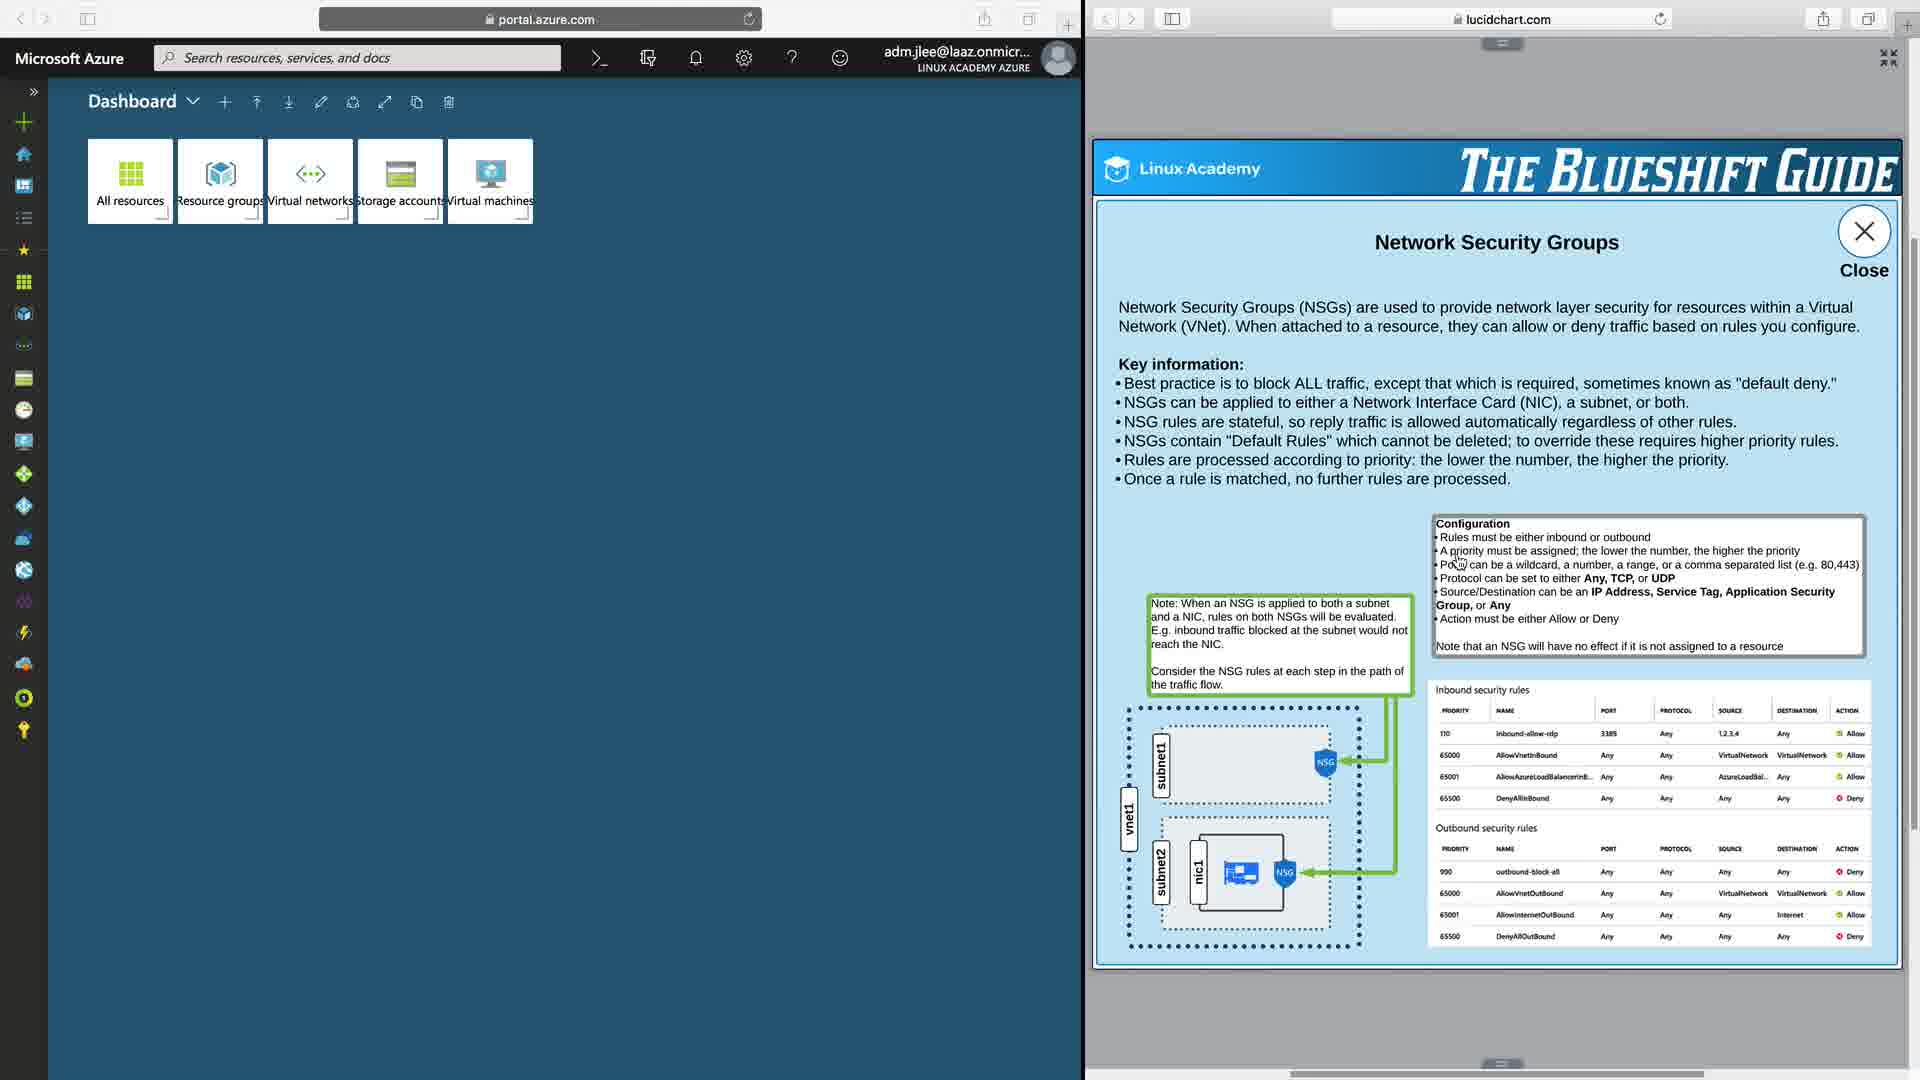 portal.azure.com
lucidchart.com
Microsoft Azure
Search resources, services, and docs
adm.jlee@laaz.onmicr...
LINUX ACADEMY AZURE
Dashboard
All resources
Resource groups
Virtual networks
Storage accounts
Virtual machines
Linux Academy
THE BLUESHIFT GUIDE
Network Security Groups
Close
Network Security Groups (NSGs) are used to provide network layer security for resources within a Virtual
Network (VNet). When attached to a resource, they can allow or deny traffic based on rules you configure.
Key information:
• Best practice is to block ALL traffic, except that which is required, sometimes known as "default deny."
• NSGs can be applied to either a Network Interface Card (NIC), a subnet, or both.
• NSG rules are stateful, so reply traffic is allowed automatically regardless of other rules.
• NSGs contain "Default Rules" which cannot be deleted; to override these requires higher priority rules.
• Rules are processed according to priority: the lower the number, the higher the priority.
• Once a rule is matched, no further rules are processed.
Configuration
• Rules must be either inbound or outbound
• A priority must be assigned; the lower the number, the higher the priority
• can be a wildcard, a number, a range, or a comma separated list (e.g. 80,443)
• Protocol can be set to either Any, TCP, or UDP
• Source/Destination can be an IP Address, Service Tag, Application Security
Group, or Any
• Action must be either Allow or Deny
Note that an NSG will have no effect if it is not assigned to a resource
Note: When an NSG is applied to both a subnet
and a NIC, rules on both NSGs will be evaluated.
E.g. inbound traffic blocked at the subnet would not
reach the NIC.
Consider the NSG rules at each step in the path of
the traffic flow.
vnet1
subnet1
NSG
subnet2
nic1
NSG
Inbound security rules
PRIORITY NAME PORT PROTOCOL SOURCE DESTINATION ACTION
110 inbound-allow-rdp 3389 Any 1.2.3.4 Any Allow
65000 AllowVnetInBound Any Any VirtualNetwork VirtualNetwork Allow
65001 AllowAzureLoadBalancerInB... Any Any AzureLoadBal... Any Allow
65500 DenyAllInBound Any Any Any Any Deny
Outbound security rules
PRIORITY NAME PORT PROTOCOL SOURCE DESTINATION ACTION
990 outbound-block-all Any Any Any Any Deny
65000 AllowVnetOutBound Any Any VirtualNetwork VirtualNetwork Allow
65001 AllowInternetOutBound Any Any Any Internet Allow
65500 DenyAllOutBound Any Any Any Any Deny